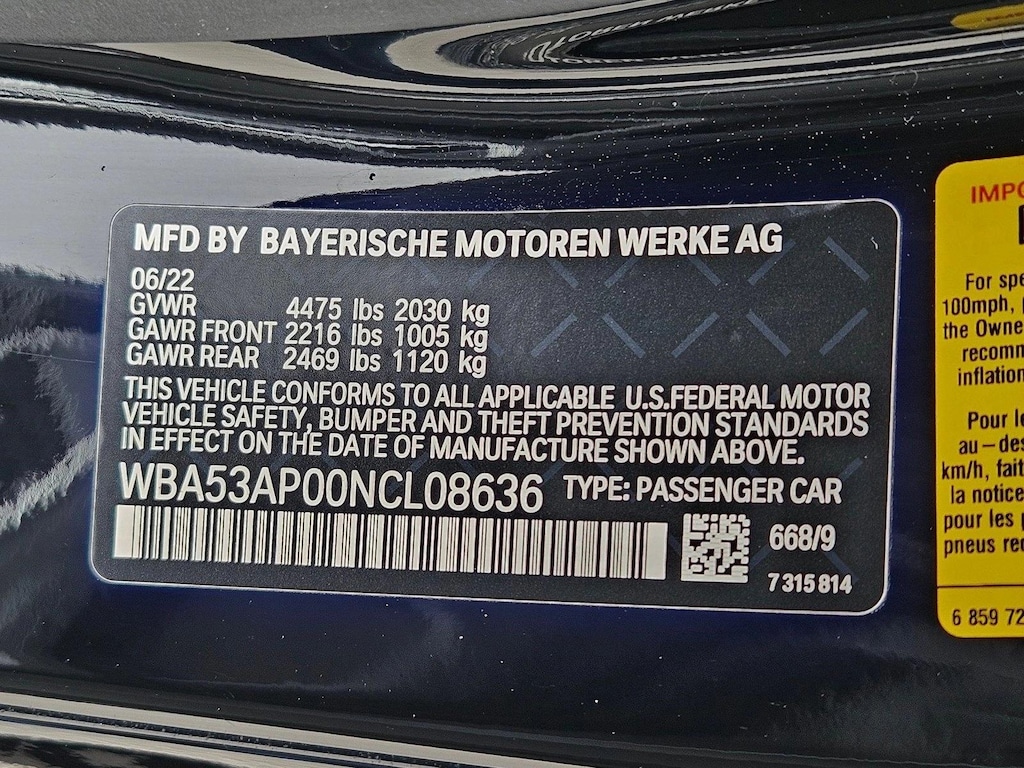 MFD BY BAYERISCHE MOTOREN WERKE AG
06/22
GVWR 4475 lbs 2030 kg
GAWR FRONT 2216 lbs 1005 kg
GAWR REAR 2469 lbs 1120 kg
THIS VEHICLE CONFORMS TO ALL APPLICABLE U.S.FEDERAL MOTOR
VEHICLE SAFETY, BUMPER AND THEFT PREVENTION STANDARDS
IN EFFECT ON THE DATE OF MANUFACTURE SHOWN ABOVE.
WBA53AP00NCL08636 TYPE: PASSENGER CAR
668/9
7 315 814
For
100mph,
the Owne
recomm
inflation
Pour
au-des
km/h, fait
la notice
pour les
pneus rec
6 859 72